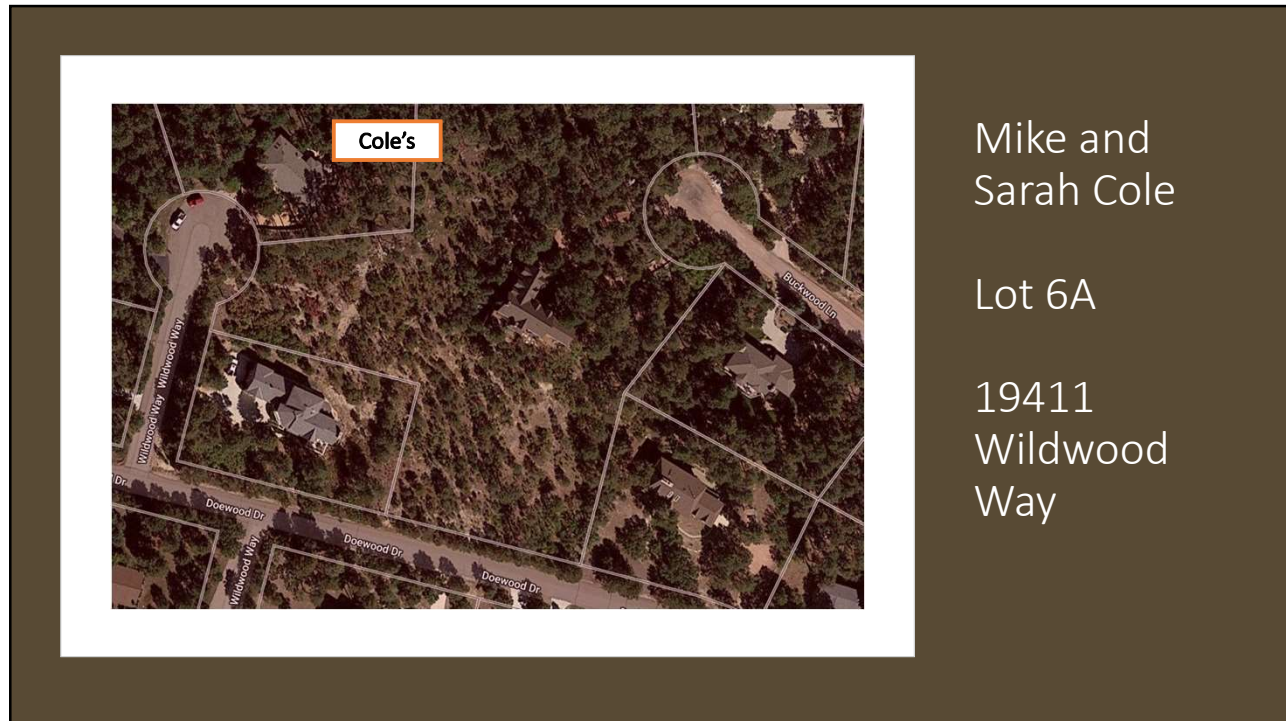 Cole's
Buckwood Ln
Wildwood Way
Wildwood Way
Dr
Doewood Dr
Doewood Dr
Doewood Dr
Wildwood Way
Mike and
Sarah Cole
Lot 6A
19411
Wildwood
Way